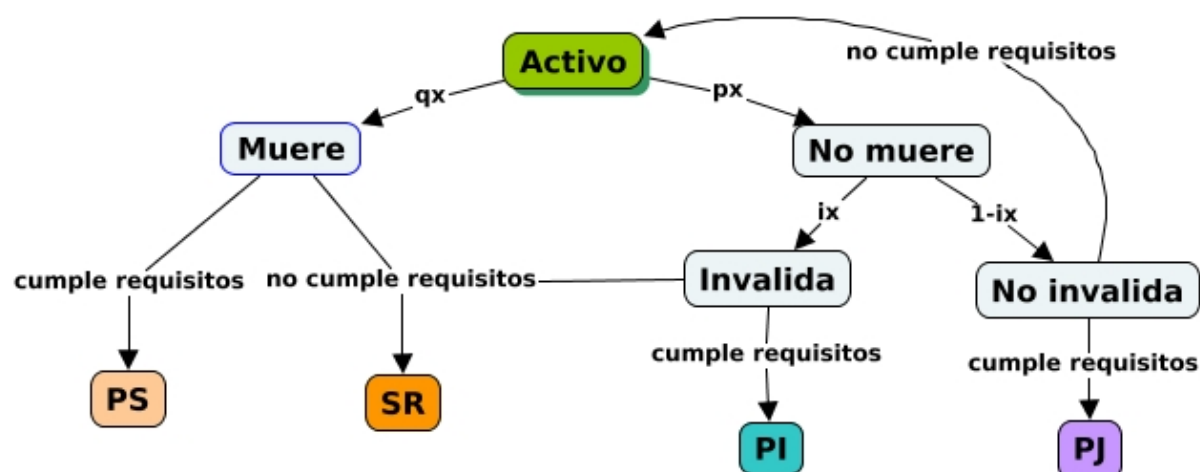 Activo
no cumple requisitos
qx
px
Muere
No muere
ix
1-ix
cumple requisitos
no cumple requisitos
Invalida
No invalida
cumple requisitos
cumple requisitos
PS
SR
PI
PJ